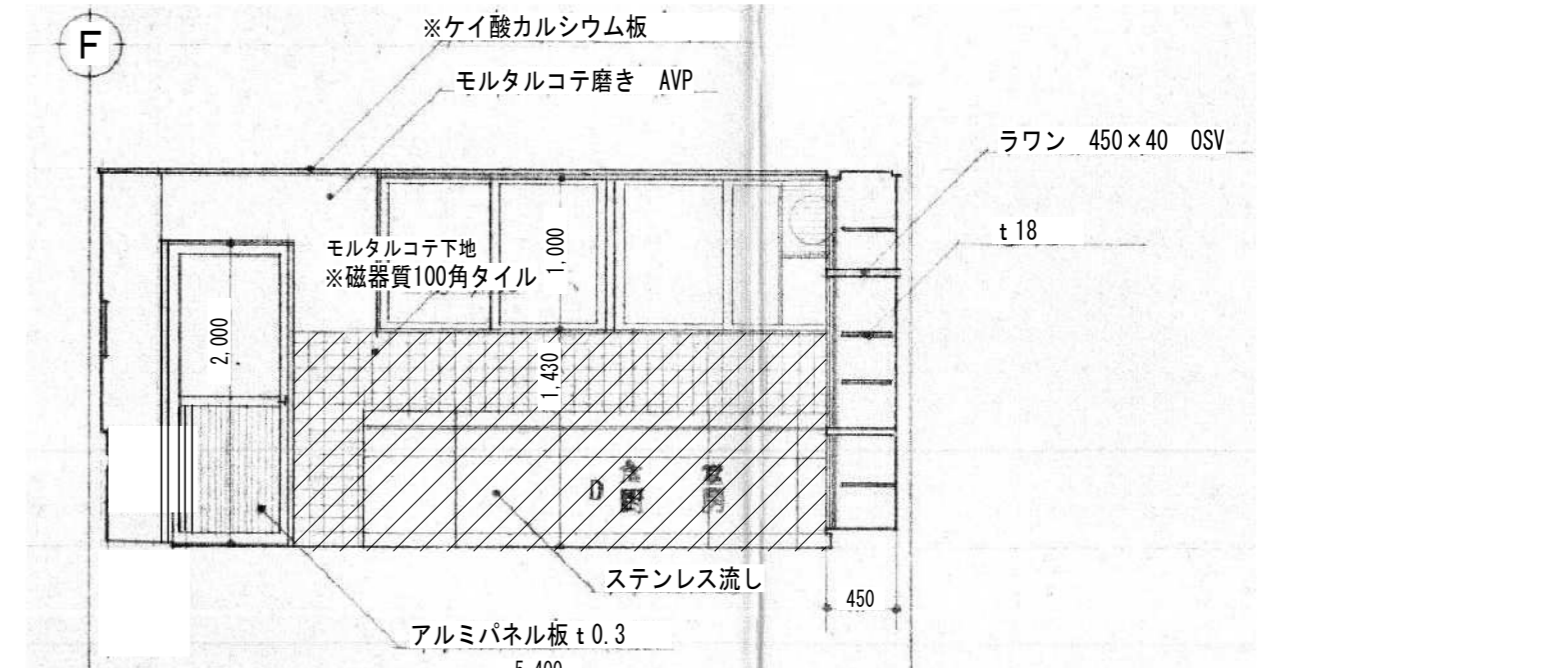 F
※ケイ酸カルシウム板
モルタルコテ磨き　AVP
ラワン　450×40　OSV
t18
モルタルコテ下地
※磁器質100角タイル
1,000
2,000
1,430
D
ステンレス流し
450
アルミパネル板t0.3
5,400